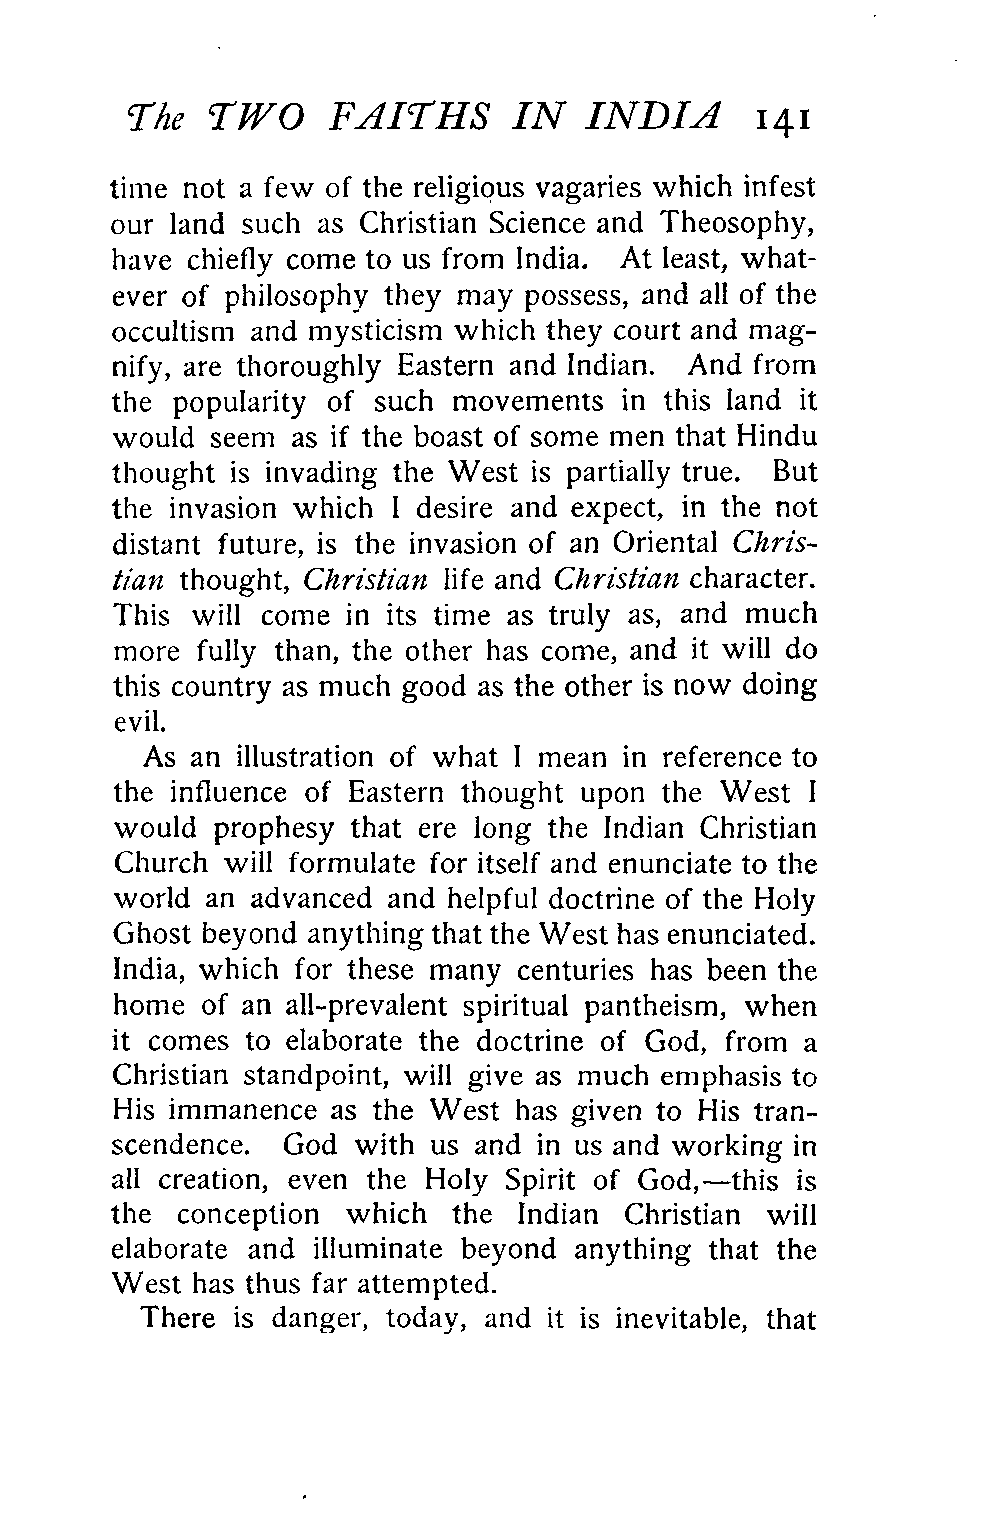 The TWO FAITHS IN INDIA 141
time not a few of the religious vagaries which infest
our land such as Christian Science and Theosophy,
have chiefly come to us from India. At least, what-
ever of philosophy they may possess, and all of the
occultism and mysticism which they court and mag-
nify, are thoroughly Eastern and Indian. And from
the popularity of such movements in this land it
would seem as if the boast of some men that Hindu
thought is invading the West is partially true. But
the invasion which I desire and expect, in the not
distant future, is the invasion of an Oriental Chris-
tian thought, Christian life and Christian character.
This will come in its time as truly as, and much
more fully than, the other has come, and it will do
this country as much good as the other is now doing
evil.
As an illustration of what I mean in reference to
the influence of Eastern thought upon the West I
would prophesy that ere long the Indian Christian
Church will formulate for itself and enunciate to the
world an advanced and helpful doctrine of the Holy
Ghost beyond anything that the West has enunciated.
India, which for these many centuries has been the
home of an all-prevalent spiritual pantheism, when
it comes to elaborate the doctrine of God, from a
Christian standpoint, will give as much emphasis to
His immanence as the West has given to His tran-
scendence. God with us and in us and working in
all creation, even the Holy Spirit of God,—this is
the conception which the Indian Christian will
elaborate and illuminate beyond anything that the
West has thus far attempted.
There is danger, today, and it is inevitable, that